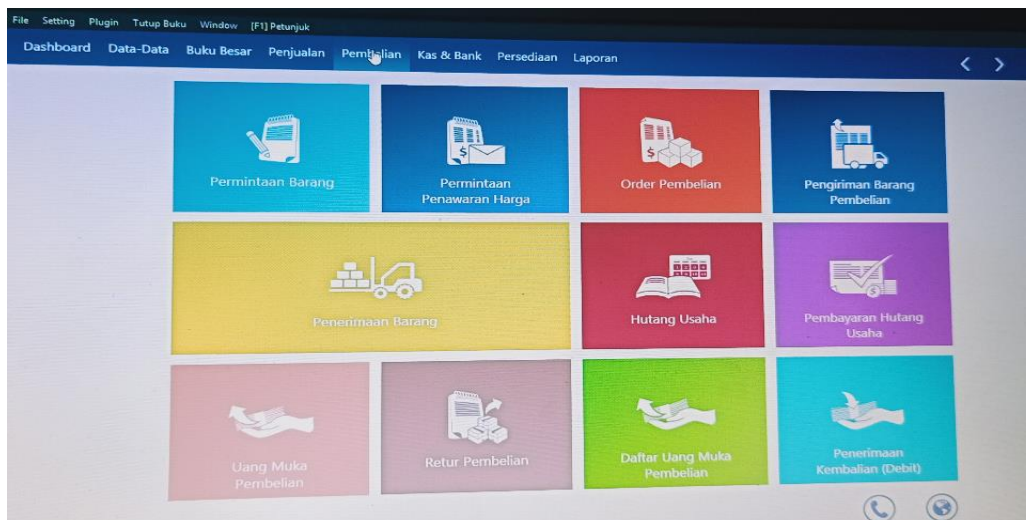 File Setting Plugin Tutup Buku Window [F1] Petunjuk
Dashboard Data-Data Buku Besar Penjualan Pembelian Kas & Bank Persediaan Laporan
Permintaan Barang
Permintaan
Penawaran Harga
Order Pembelian
Pengiriman Barang
Pembelian
Penerimaan Barang
Hutang Usaha
Pembayaran Hutang
Usaha
Uang Muka
Pembelian
Retur Pembelian
Daftar Uang Muka
Pembelian
Penerimaan
Kembalian (Debit)